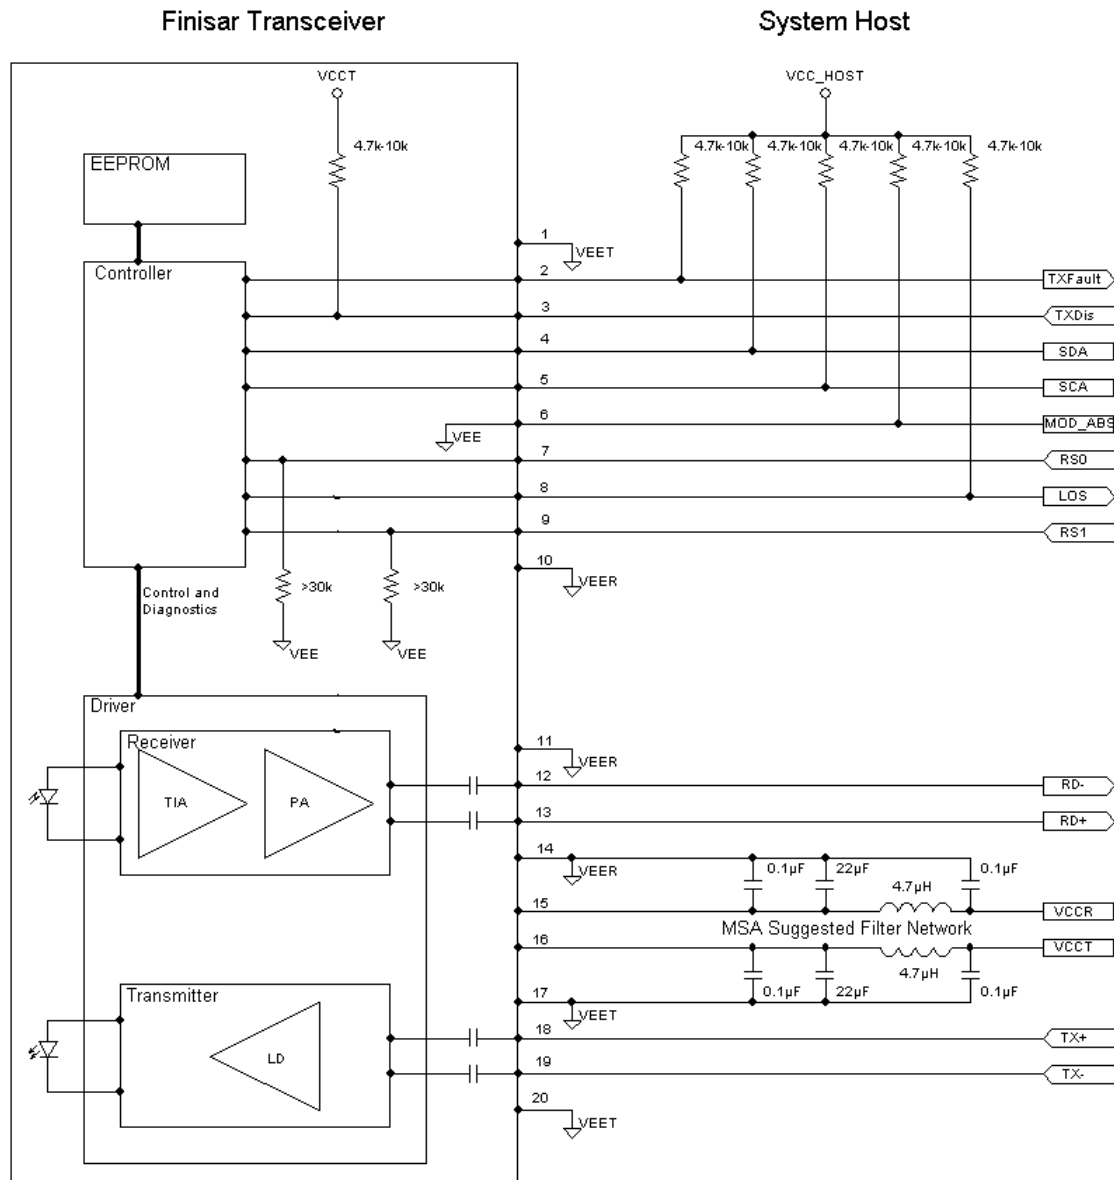 Finisar Transceiver
System Host
VCCT
VCC_HOST
4.7k-10k
4.7k-10k
4.7k-10k
4.7k-10k
4.7k-10k
4.7k-10k
EEPROM
Controller
1
VEET
2
TXFault
3
TXDis
4
SDA
5
SCA
6
VEE
MOD_ABS
7
RS0
8
LOS
9
RS1
10
VEER
>30k
>30k
Control and
Diagnostics
VEE
VEE
Driver
Receiver
TIA
PA
11
VEER
12
RD-
13
RD+
14
VEER
0.1µF
22µF
4.7µH
0.1µF
15
VCCR
MSA Suggested Filter Network
16
VCCT
4.7µH
0.1µF
22µF
0.1µF
17
VEET
Transmitter
LD
18
TX+
19
TX-
20
VEET